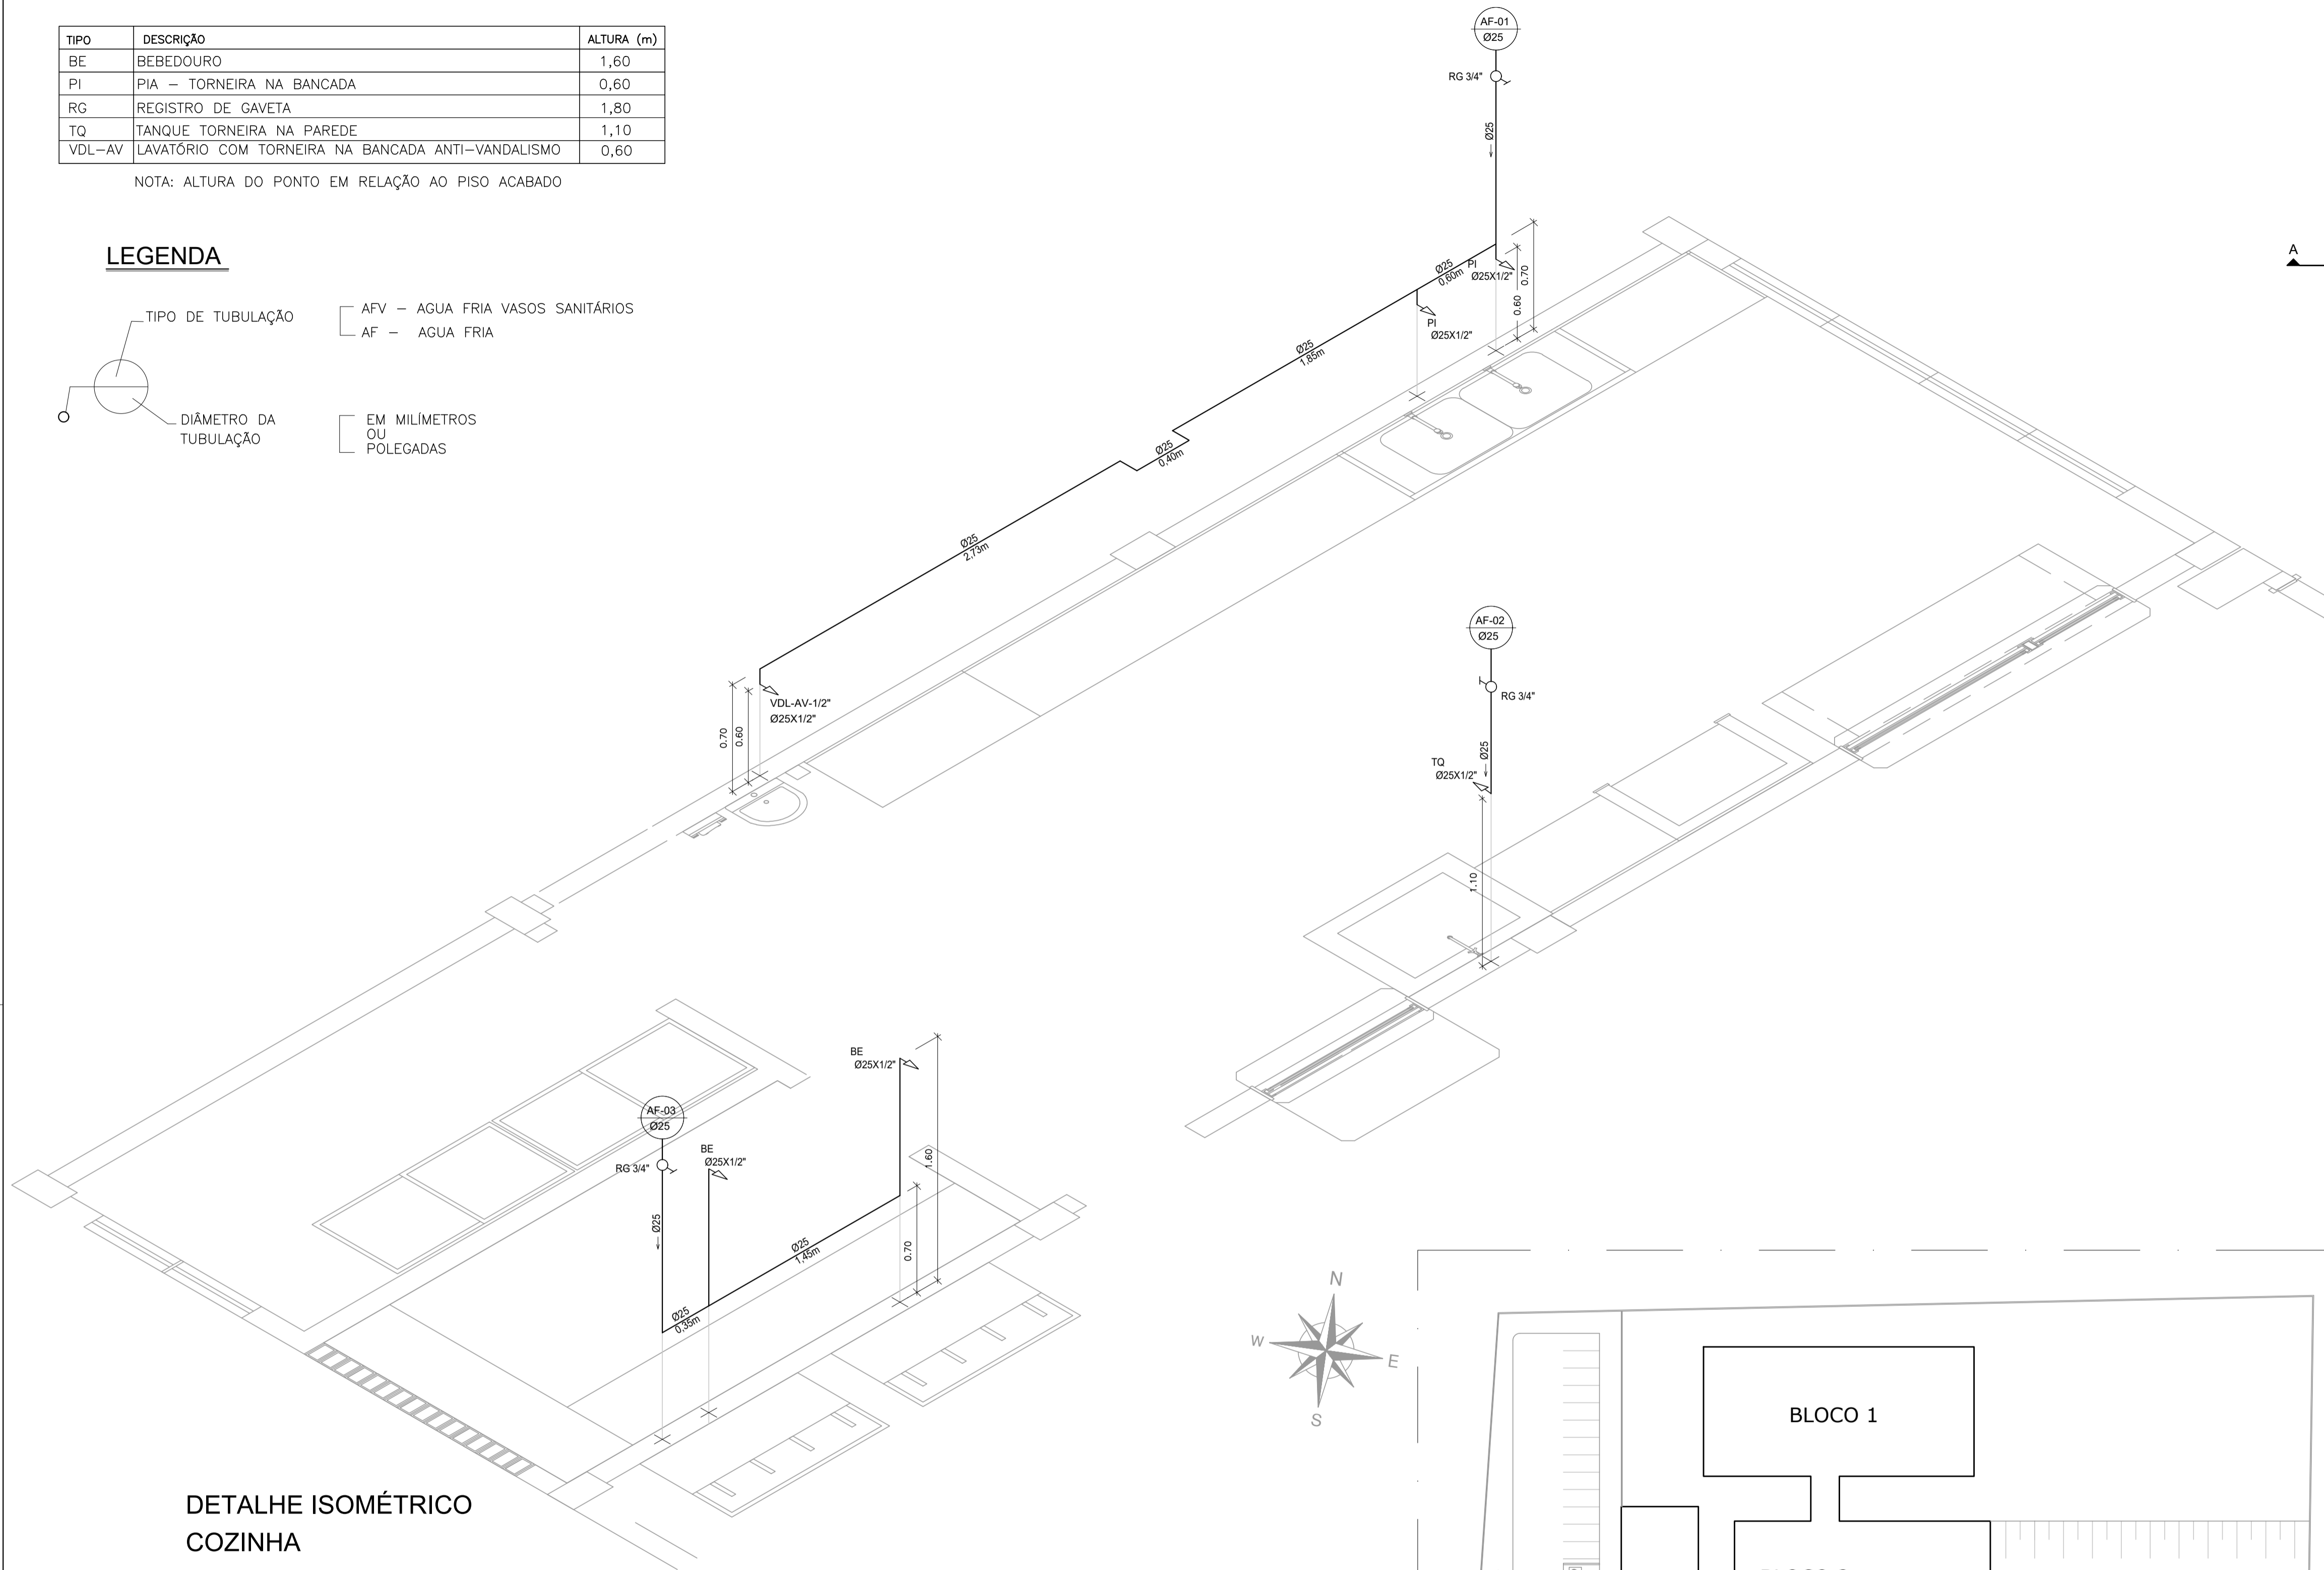 TIPO DESCRIÇÃO ALTURA (m)
BE BEBEDOURO 1,60
PI PIA – TORNEIRA NA BANCADA 0,60
RG REGISTRO DE GAVETA 1,80
TQ TANQUE TORNEIRA NA PAREDE 1,10
VDL–AV LAVATÓRIO COM TORNEIRA NA BANCADA ANTI–VANDALISMO 0,60
NOTA: ALTURA DO PONTO EM RELAÇÃO AO PISO ACABADO
LEGENDA
TIPO DE TUBULAÇÃO
AFV – AGUA FRIA VASOS SANITÁRIOS
AF – AGUA FRIA
DIÂMETRO DA
TUBULAÇÃO
EM MILÍMETROS
OU
POLEGADAS
AF-01
Ø25
RG 3/4"
Ø25
A
Ø25
0,60m
PI
Ø25X1/2"
0.60
0.70
PI
Ø25X1/2"
Ø25
1,85m
Ø25
0,40m
Ø25
2,73m
VDL-AV-1/2"
Ø25X1/2"
0.70
0.60
AF-02
Ø25
RG 3/4"
Ø25
TQ
Ø25X1/2"
1.10
BE
Ø25X1/2"
AF-03
Ø25
RG 3/4"
BE
Ø25X1/2"
1.60
Ø25
Ø25
1,45m
0.70
Ø25
0,35m
N
W
E
S
BLOCO 1
DETALHE ISOMÉTRICO
COZINHA